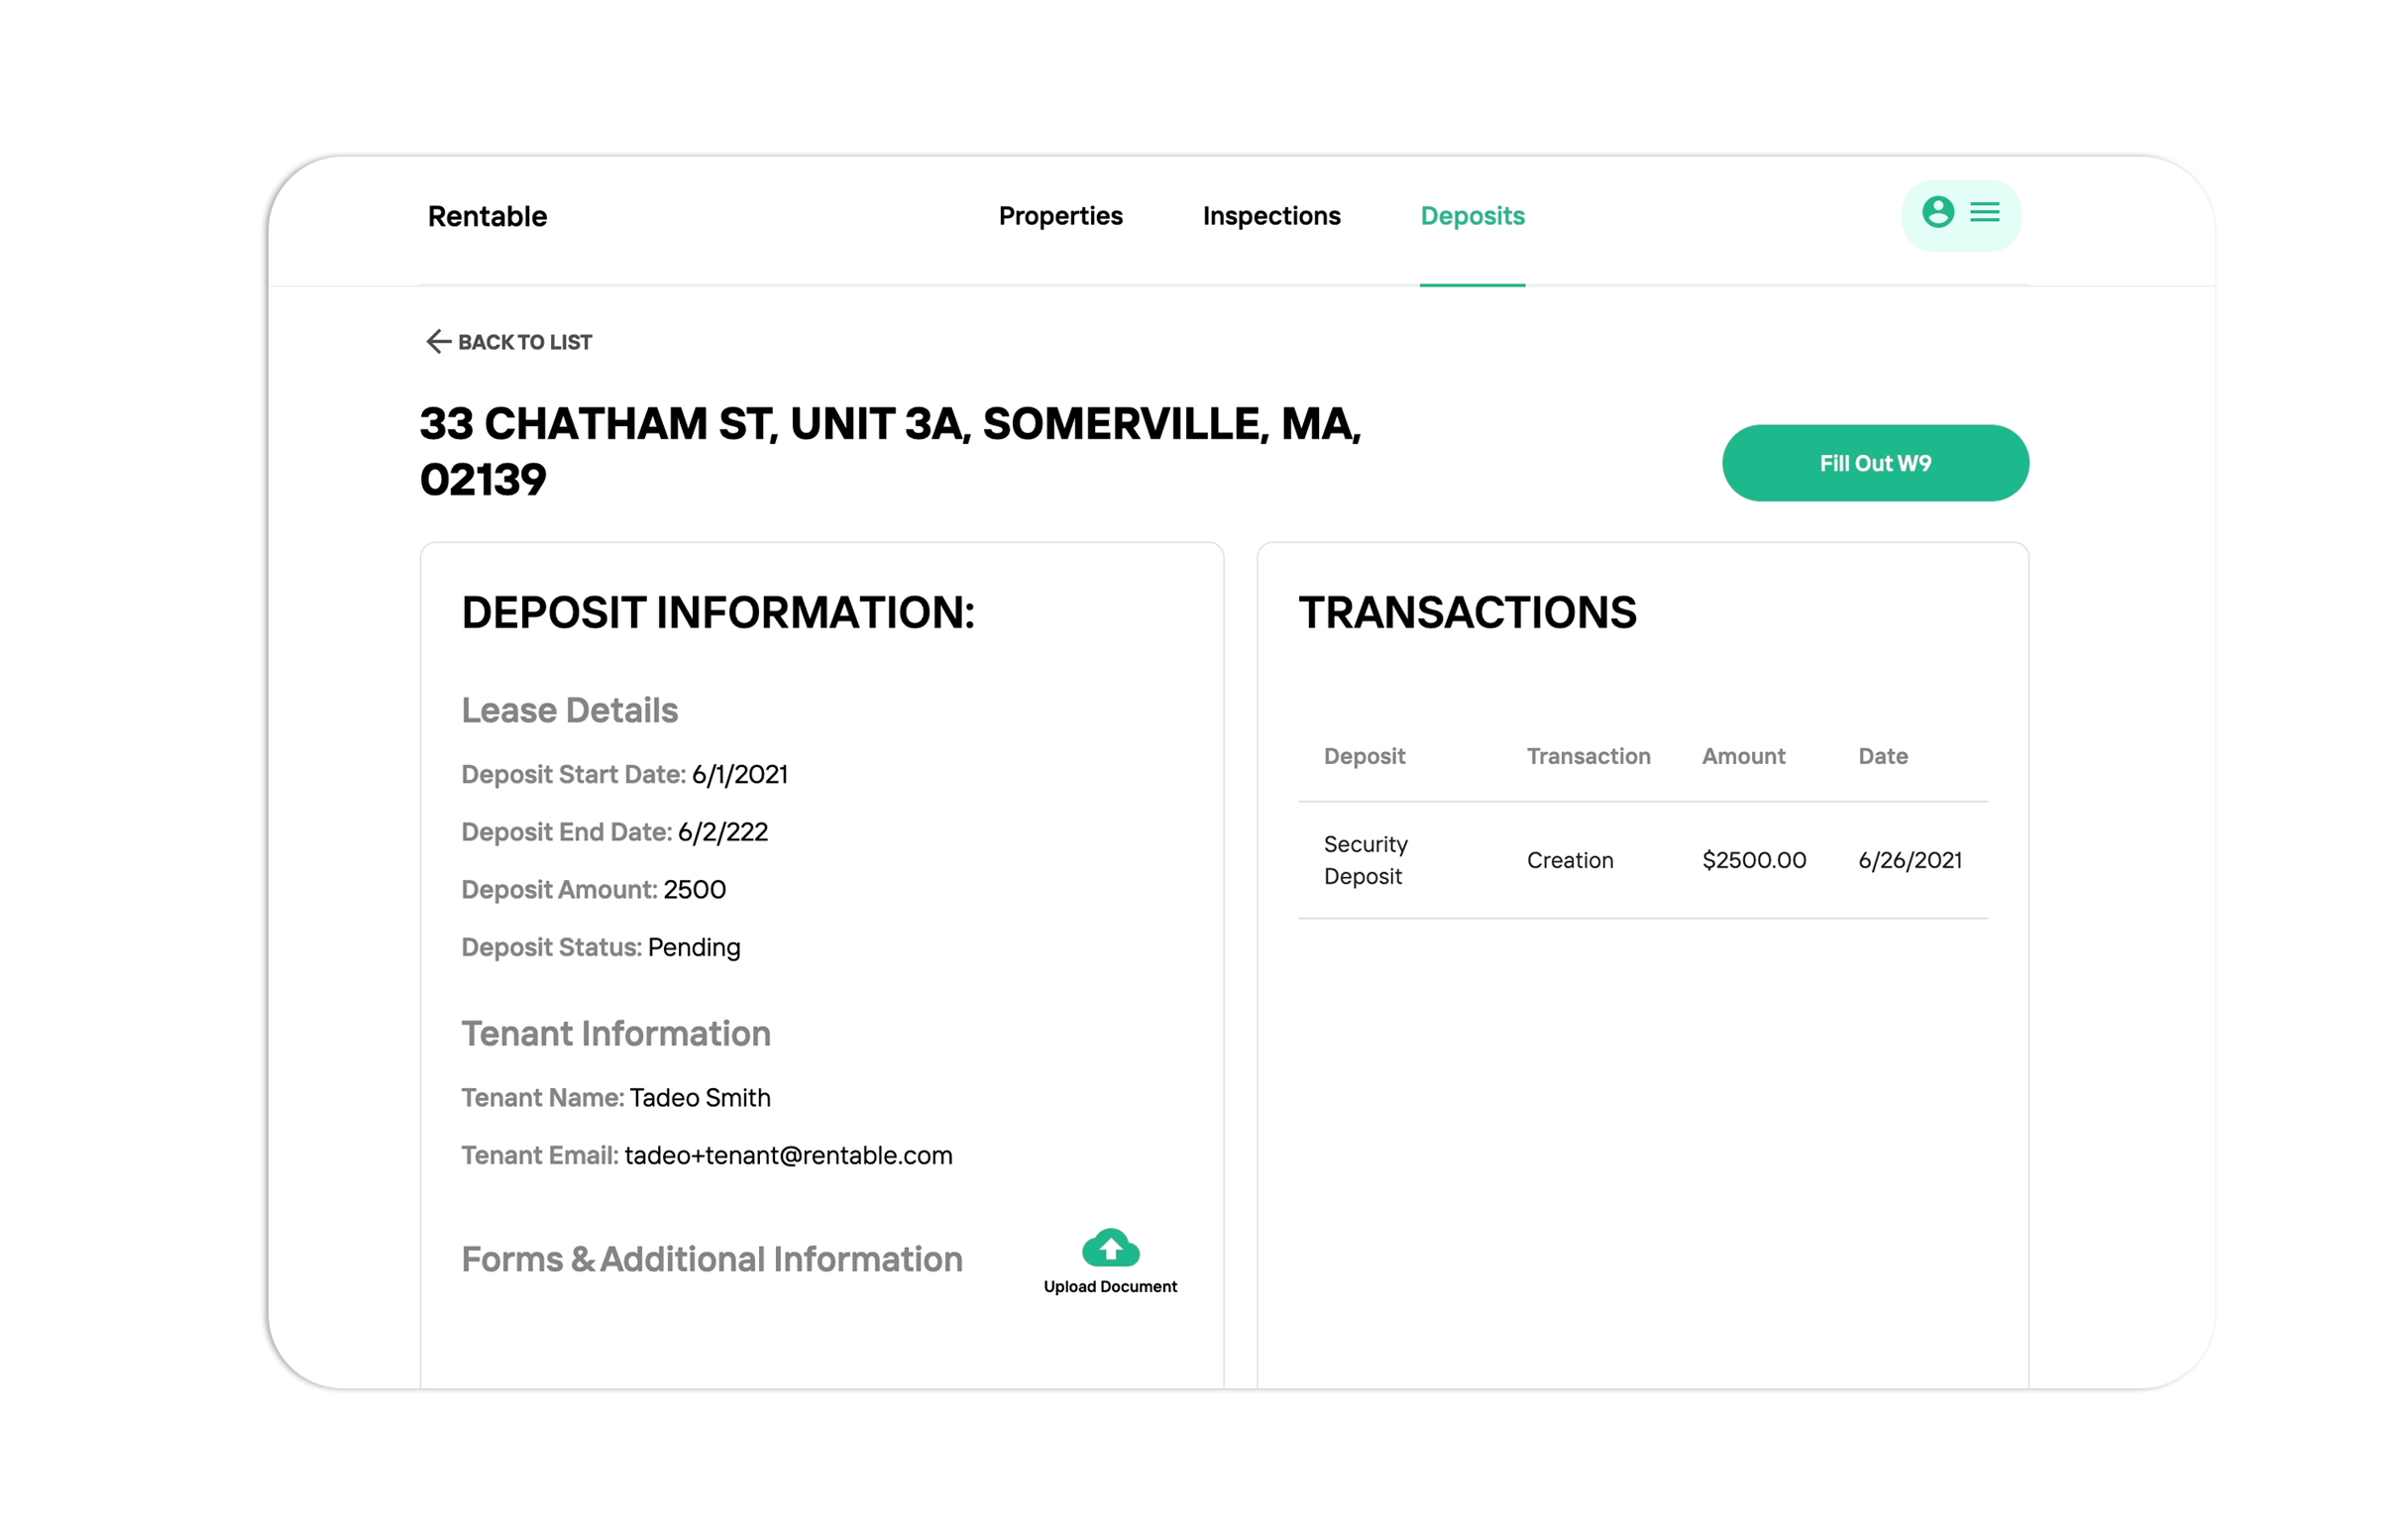 Rentable
Properties
Inspections
Deposits
BACK TO LIST
33 CHATHAM ST, UNIT 3A, SOMERVILLE, MA,
02139
Fill Out W9
DEPOSIT INFORMATION:
Lease Details
Deposit Start Date: 6/1/2021
Deposit End Date: 6/2/222
Deposit Amount: 2500
Deposit Status: Pending
Tenant Information
Tenant Name: Tadeo Smith
Tenant Email: tadeo+tenant@rentable.com
Forms & Additional Information
Upload Document
TRANSACTIONS
Deposit Transaction Amount Date
Security
Deposit
Creation $2500.00 6/26/2021